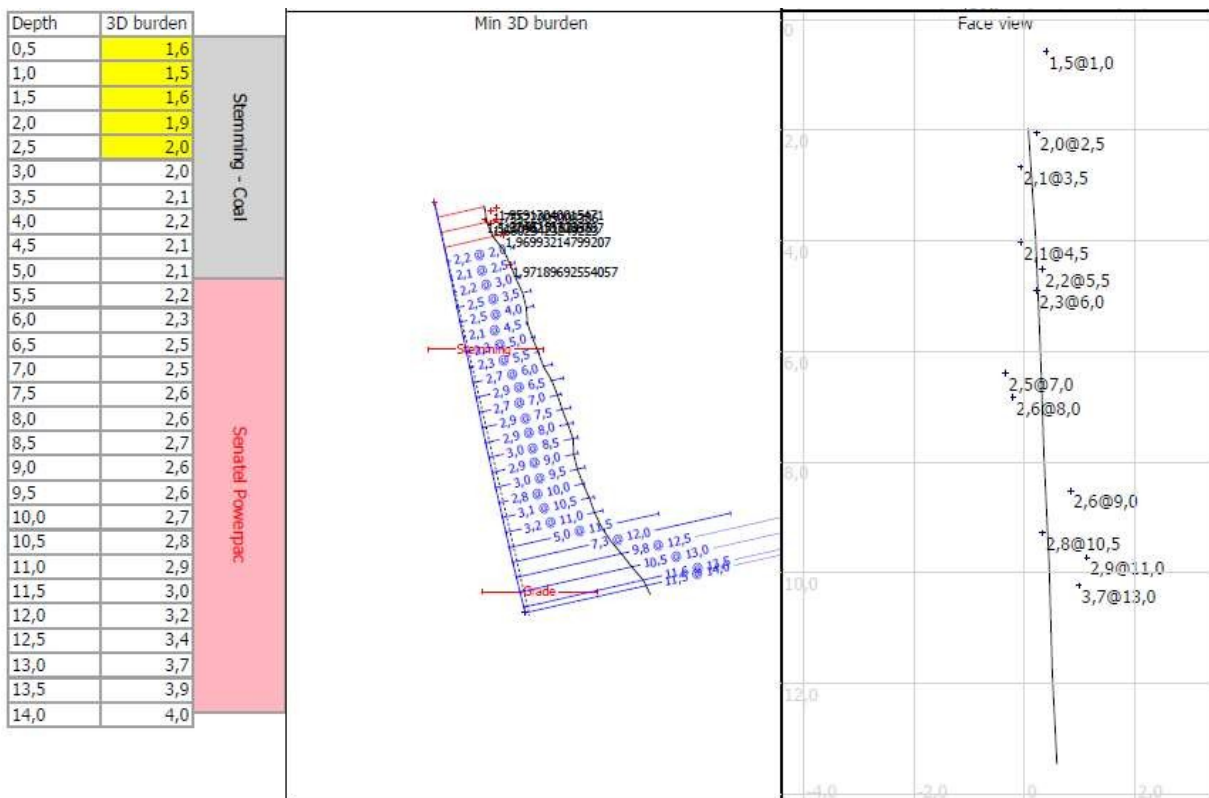 Depth 3D burden
0,5 1,6
1,0 1,5
1,5 1,6
2,0 1,9
2,5 2,0
3,0 2,0
3,5 2,1
4,0 2,2
4,5 2,1
5,0 2,1
5,5 2,2
6,0 2,3
6,5 2,5
7,0 2,5
7,5 2,6
8,0 2,6
8,5 2,7
9,0 2,6
9,5 2,6
10,0 2,7
10,5 2,8
11,0 2,9
11,5 3,0
12,0 3,2
12,5 3,4
13,0 3,7
13,5 3,9
14,0 4,0
Stemming - Coal
Senatel Powerpac
Min 3D burden
1,96993214799207
1,97189692554057
2,2 @ 2,0
2,1 @ 2,5
2,2 @ 3,0
2,5 @ 3,5
2,5 @ 4,0
2,1 @ 4,5
@ 5,0
Stemming
2,3 @ 5,5
2,7 @ 6,0
2,9 @ 6,5
2,7 @ 7,0
2,9 @ 7,5
2,9 @ 8,0
3,0 @ 8,5
2,9 @ 9,0
3,0 @ 9,5
2,8 @ 10,0
3,1 @ 10,5
3,2 @ 11,0
5,0 @ 11,5
7,3 @ 12,0
9,8 @ 12,5
10,5 @ 13,0
11,6 @ 13,5
11,5 @ 14,0
Grade
Face view
0
1,5@1,0
2,0
2,0@2,5
2,1@3,5
4,0
2,1@4,5
2,2@5,5
2,3@6,0
6,0
2,5@7,0
2,6@8,0
8,0
2,6@9,0
2,8@10,5
10,0
2,9@11,0
3,7@13,0
12,0
-4,0 -2,0 0 2,0